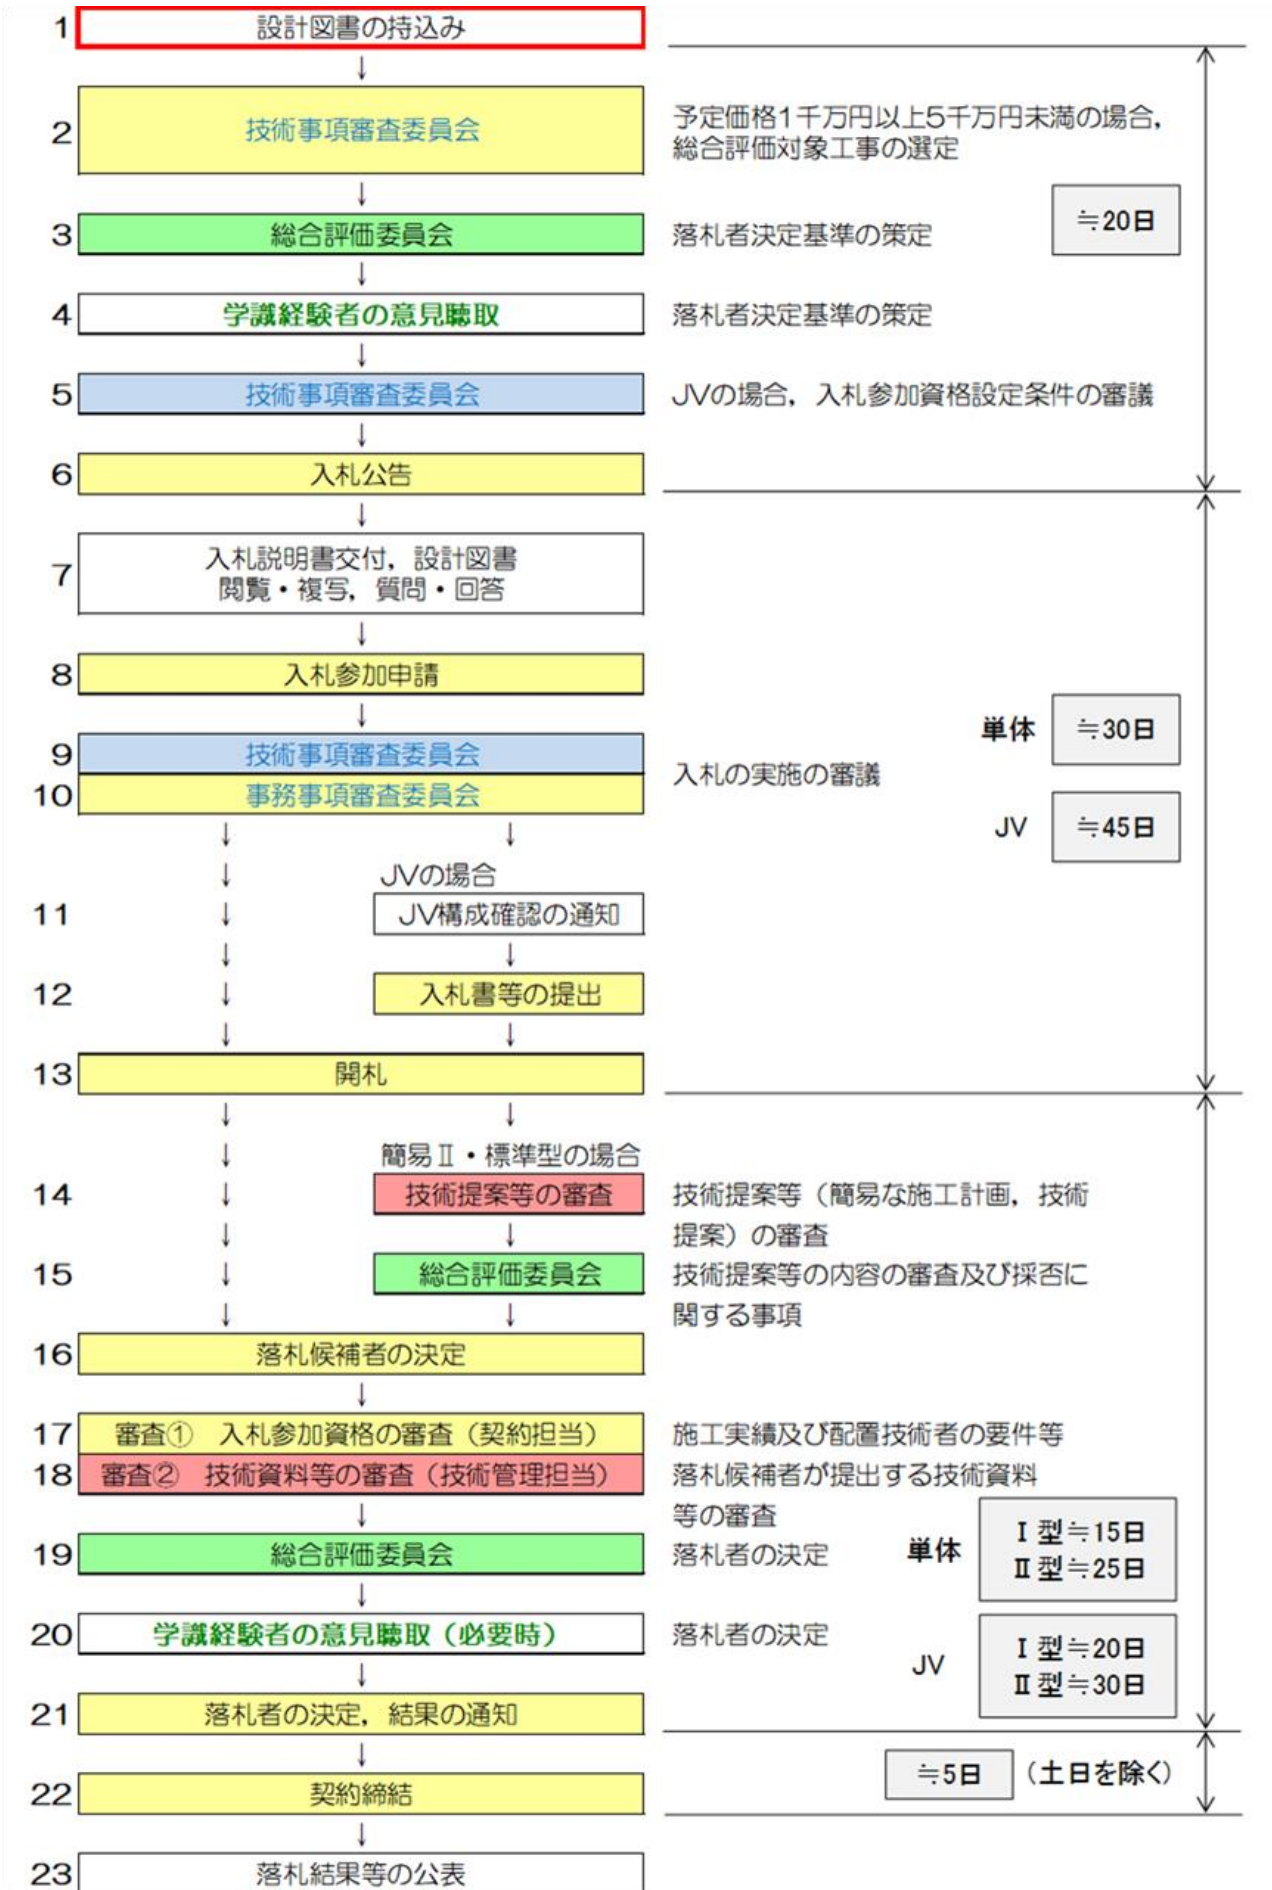 1 設計図書の持込み
↓
2 技術事項審査委員会
予定価格1千万円以上5千万円未満の場合，
総合評価対象工事の選定
≒20日
↓
3 総合評価委員会
落札者決定基準の策定
↓
4 学識経験者の意見聴取
落札者決定基準の策定
↓
5 技術事項審査委員会
JVの場合，入札参加資格設定条件の審議
↓
6 入札公告
↓
7 入札説明書交付，設計図書
閲覧・複写，質問・回答
↓
8 入札参加申請
↓
9 技術事項審査委員会
10 事務事項審査委員会
入札の実施の審議
単体 ≒30日
JV ≒45日
↓ ↓
↓ JVの場合
11 ↓ JV構成確認の通知
↓ ↓
12 ↓ 入札書等の提出
↓ ↓
13 開札
↓ ↓
↓ 簡易Ⅱ・標準型の場合
14 ↓ 技術提案等の審査
技術提案等（簡易な施工計画，技術
提案）の審査
↓ ↓
15 ↓ 総合評価委員会
技術提案等の内容の審査及び採否に
関する事項
↓ ↓
16 落札候補者の決定
↓
17 審査① 入札参加資格の審査（契約担当）
施工実績及び配置技術者の要件等
18 審査② 技術資料等の審査（技術管理担当）
落札候補者が提出する技術資料
等の審査
↓
19 総合評価委員会
落札者の決定
単体
Ⅰ型≒15日
Ⅱ型≒25日
↓
20 学識経験者の意見聴取（必要時）
落札者の決定
JV
Ⅰ型≒20日
Ⅱ型≒30日
↓
21 落札者の決定，結果の通知
↓
≒5日 （土日を除く）
22 契約締結
↓
23 落札結果等の公表